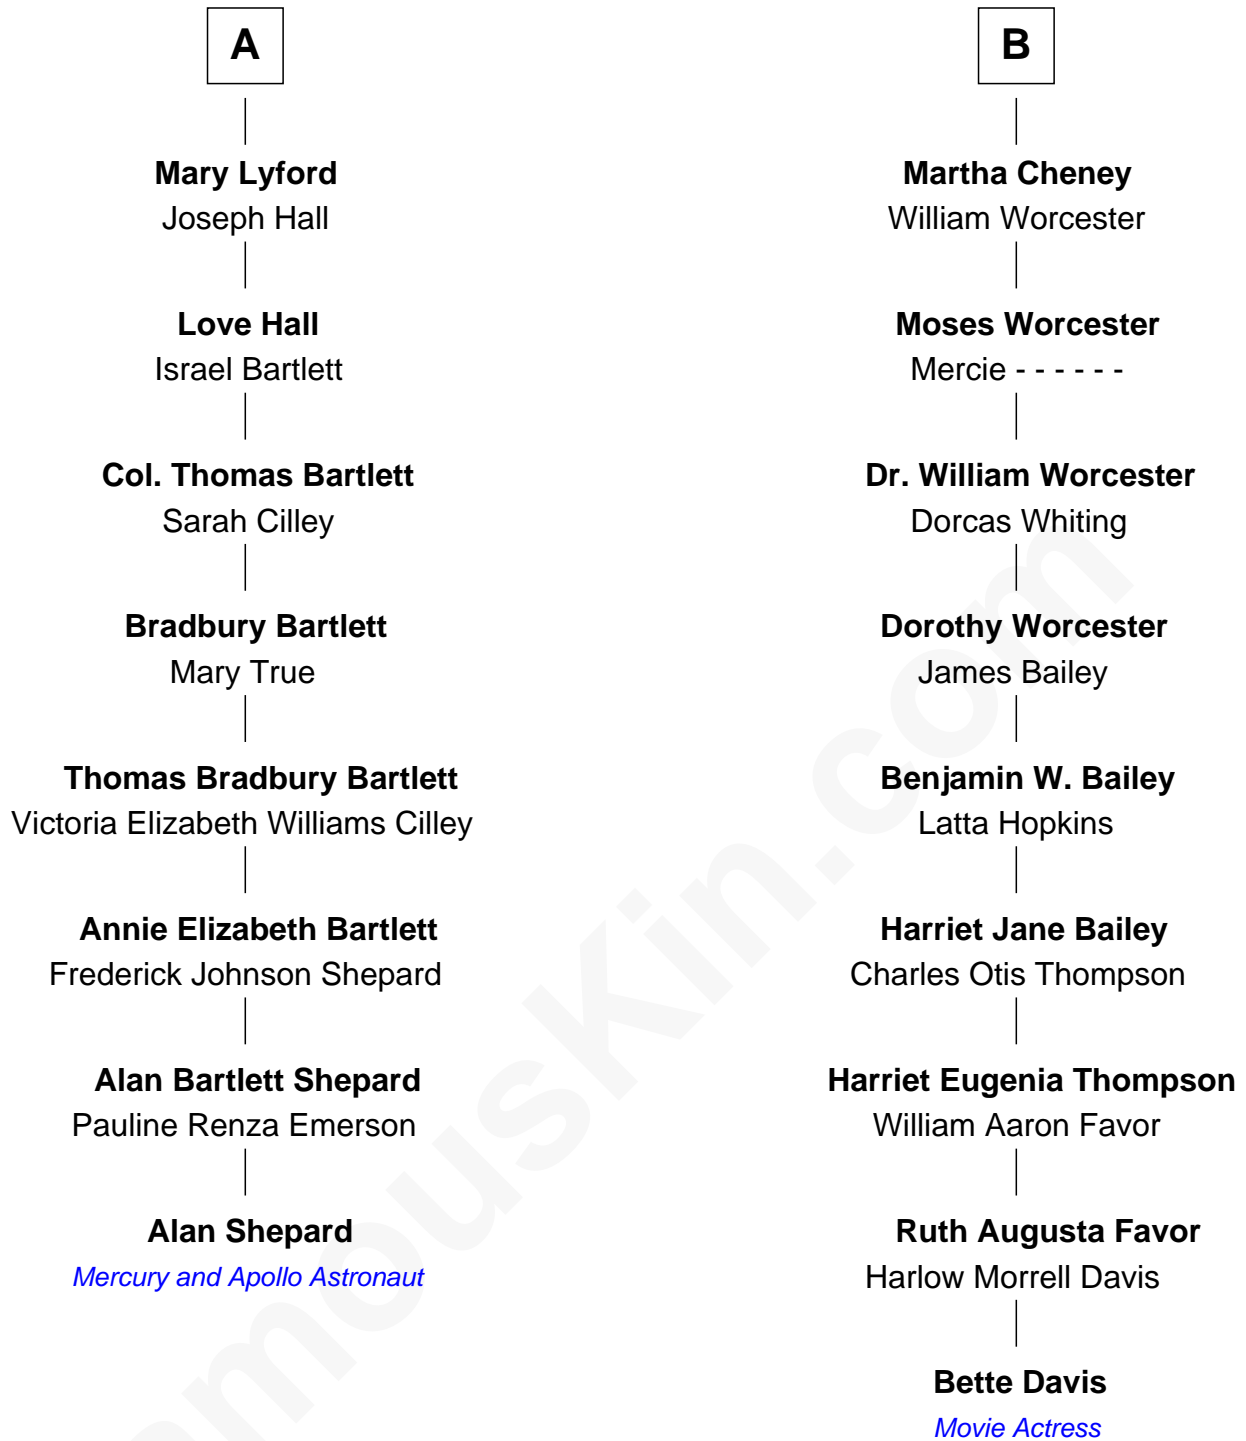 A
Mary Lyford
Joseph Hall
Love Hall
Israel Bartlett
Col. Thomas Bartlett
Sarah Cilley
Bradbury Bartlett
Mary True
Thomas Bradbury Bartlett
Victoria Elizabeth Williams Cilley
Annie Elizabeth Bartlett
Frederick Johnson Shepard
Alan Bartlett Shepard
Pauline Renza Emerson
Alan Shepard
Mercury and Apollo Astronaut
B
Martha Cheney
William Worcester
Moses Worcester
Mercie - - - - - -
Dr. William Worcester
Dorcas Whiting
Dorothy Worcester
James Bailey
Benjamin W. Bailey
Latta Hopkins
Harriet Jane Bailey
Charles Otis Thompson
Harriet Eugenia Thompson
William Aaron Favor
Ruth Augusta Favor
Harlow Morrell Davis
Bette Davis
Movie Actress
amouskin.com